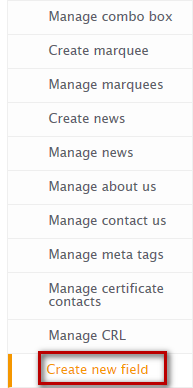 Manage combo box
Create marquee
Manage marquees
Create news
Manage news
Manage about us
Manage contact us
Manage meta tags
Manage certificate
contacts
Manage CRL
Create new field